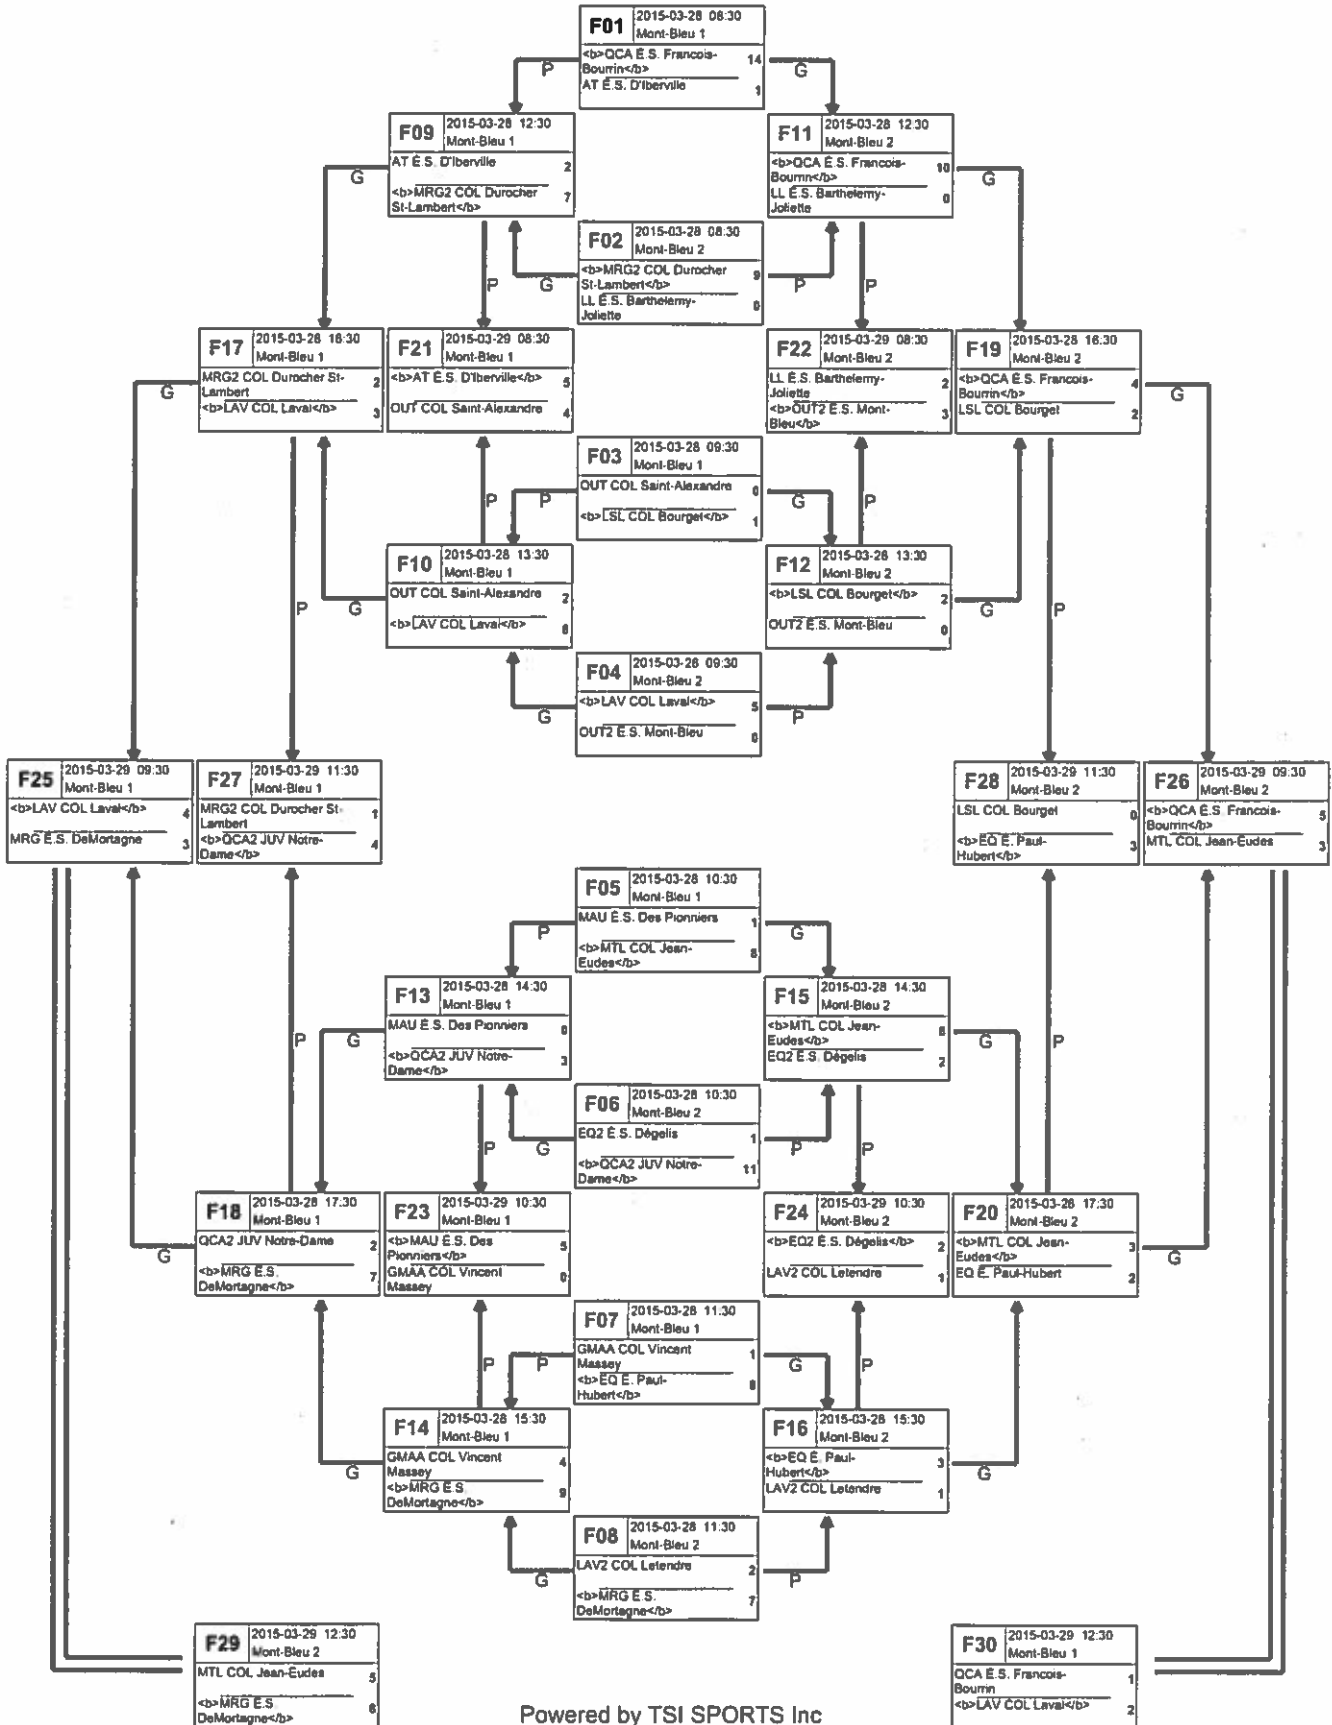 F01
2015-03-28 08:30
Mont-Bleu 1
<b>QCA É.S. Francois-
Bourrin</b>
14
AT É.S. D'Iberville
1
P
G
F09
2015-03-28 12:30
Mont-Bleu 1
AT É.S. D'Iberville
2
<b>MRG2 COL Durocher
St-Lambert</b>
7
F11
2015-03-28 12:30
Mont-Bleu 2
<b>QCA É.S. Francois-
Bourrin</b>
10
LL É.S. Barthelemy-
Joliette
0
G
G
F02
2015-03-28 08:30
Mont-Bleu 2
<b>MRG2 COL Durocher
St-Lambert</b>
9
LL É.S. Barthelemy-
Joliette
0
P
G
P
P
F17
2015-03-28 16:30
Mont-Bleu 1
MRG2 COL Durocher St-
Lambert
2
<b>LAV COL Laval</b>
3
F21
2015-03-29 08:30
Mont-Bleu 1
<b>AT É.S. D'Iberville</b>
5
OUT COL Saint-Alexandre
4
F22
2015-03-29 08:30
Mont-Bleu 2
LL É.S. Barthelemy-
Joliette
2
<b>OUT2 É.S. Mont-
Bleu</b>
3
F19
2015-03-28 16:30
Mont-Bleu 2
<b>QCA É.S. Francois-
Bourrin</b>
4
LSL COL Bourget
2
G
G
F03
2015-03-28 09:30
Mont-Bleu 1
OUT COL Saint-Alexandre
0
<b>LSL COL Bourget</b>
1
P
P
G
P
F10
2015-03-28 13:30
Mont-Bleu 1
OUT COL Saint-Alexandre
2
<b>LAV COL Laval</b>
6
F12
2015-03-28 13:30
Mont-Bleu 2
<b>LSL COL Bourget</b>
2
OUT2 É.S. Mont-Bleu
0
P
G
G
P
F04
2015-03-28 09:30
Mont-Bleu 2
<b>LAV COL Laval</b>
5
OUT2 É.S. Mont-Bleu
0
G
P
F25
2015-03-29 09:30
Mont-Bleu 1
<b>LAV COL Laval</b>
4
MRG É.S. DeMortagne
3
F27
2015-03-29 11:30
Mont-Bleu 1
MRG2 COL Durocher St-
Lambert
1
<b>QCA2 JUV Notre-
Dame</b>
4
F28
2015-03-29 11:30
Mont-Bleu 2
LSL COL Bourget
0
<b>EQ É. Paul-
Hubert</b>
3
F26
2015-03-29 09:30
Mont-Bleu 2
<b>QCA É.S. Francois-
Bourrin</b>
5
MTL COL Jean-Eudes
3
F05
2015-03-28 10:30
Mont-Bleu 1
MAU É.S. Des Pionniers
1
<b>MTL COL Jean-
Eudes</b>
P
G
F13
2015-03-28 14:30
Mont-Bleu 1
MAU É.S. Des Pionniers
0
<b>QCA2 JUV Notre-
Dame</b>
3
F15
2015-03-28 14:30
Mont-Bleu 2
<b>MTL COL Jean-
Eudes</b>
EQ2 É.S. Dégelis
2
P
G
G
P
F06
2015-03-28 10:30
Mont-Bleu 2
EQ2 É.S. Dégelis
1
<b>QCA2 JUV Notre-
Dame</b>
11
P
G
P
P
F18
2015-03-28 17:30
Mont-Bleu 1
QCA2 JUV Notre-Dame
2
<b>MRG É.S.
DeMortagne</b>
7
F23
2015-03-29 10:30
Mont-Bleu 1
<b>MAU É.S. Des
Pionniers</b>
5
GMAA COL Vincent
Massey
0
F24
2015-03-29 10:30
Mont-Bleu 2
<b>EQ2 É.S. Dégelis</b>
2
LAV2 COL Letendre
1
F20
2015-03-28 17:30
Mont-Bleu 2
<b>MTL COL Jean-
Eudes</b>
3
EQ É. Paul-Hubert
2
G
G
F07
2015-03-28 11:30
Mont-Bleu 1
GMAA COL Vincent
Massey
1
<b>EQ É. Paul-
Hubert</b>
P
P
G
P
F14
2015-03-28 15:30
Mont-Bleu 1
GMAA COL Vincent
Massey
4
<b>MRG É.S.
DeMortagne</b>
9
F16
2015-03-28 15:30
Mont-Bleu 2
<b>EQ É. Paul-
Hubert</b>
3
LAV2 COL Letendre
1
G
G
F08
2015-03-28 11:30
Mont-Bleu 2
LAV2 COL Letendre
2
<b>MRG É.S.
DeMortagne</b>
7
G
P
F29
2015-03-29 12:30
Mont-Bleu 2
MTL COL Jean-Eudes
5
<b>MRG É.S.
DeMortagne</b>
6
F30
2015-03-29 12:30
Mont-Bleu 1
QCA É.S. Francois-
Bourrin
1
<b>LAV COL Laval</b>
2
Powered by TSI SPORTS Inc